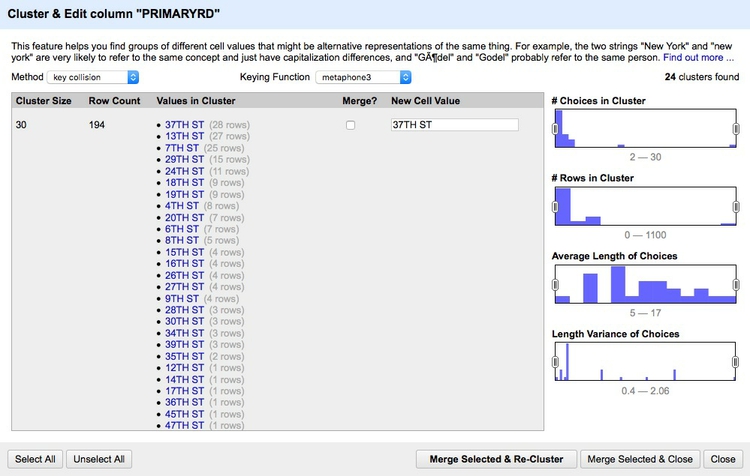 Cluster & Edit column "PRIMARYRD"
This feature helps you find groups of different cell values that might be alternative representations of the same thing. For example, the two strings "New York" and "new
york" are very likely to refer to the same concept and just have capitalization differences, and "GÃ¶del" and "Godel" probably refer to the same person. Find out more ...
Method key collision Keying Function metaphone3 24 clusters found
Cluster Size Row Count Values in Cluster Merge? New Cell Value
30 194 • 37TH ST (28 rows) 37TH ST
• 13TH ST (27 rows)
• 7TH ST (25 rows)
• 29TH ST (15 rows)
• 24TH ST (11 rows)
• 18TH ST (9 rows)
• 19TH ST (9 rows)
• 4TH ST (8 rows)
• 20TH ST (7 rows)
• 6TH ST (7 rows)
• 8TH ST (5 rows)
• 15TH ST (4 rows)
• 16TH ST (4 rows)
• 26TH ST (4 rows)
• 27TH ST (4 rows)
• 9TH ST (4 rows)
• 28TH ST (3 rows)
• 30TH ST (3 rows)
• 34TH ST (3 rows)
• 39TH ST (3 rows)
• 35TH ST (2 rows)
• 12TH ST (1 rows)
• 14TH ST (1 rows)
• 17TH ST (1 rows)
• 36TH ST (1 rows)
• 45TH ST (1 rows)
• 47TH ST (1 rows)
# Choices in Cluster
2 — 30
# Rows in Cluster
0 — 1100
Average Length of Choices
5 — 17
Length Variance of Choices
0.4 — 2.06
Select All Unselect All Merge Selected & Re-Cluster Merge Selected & Close Close